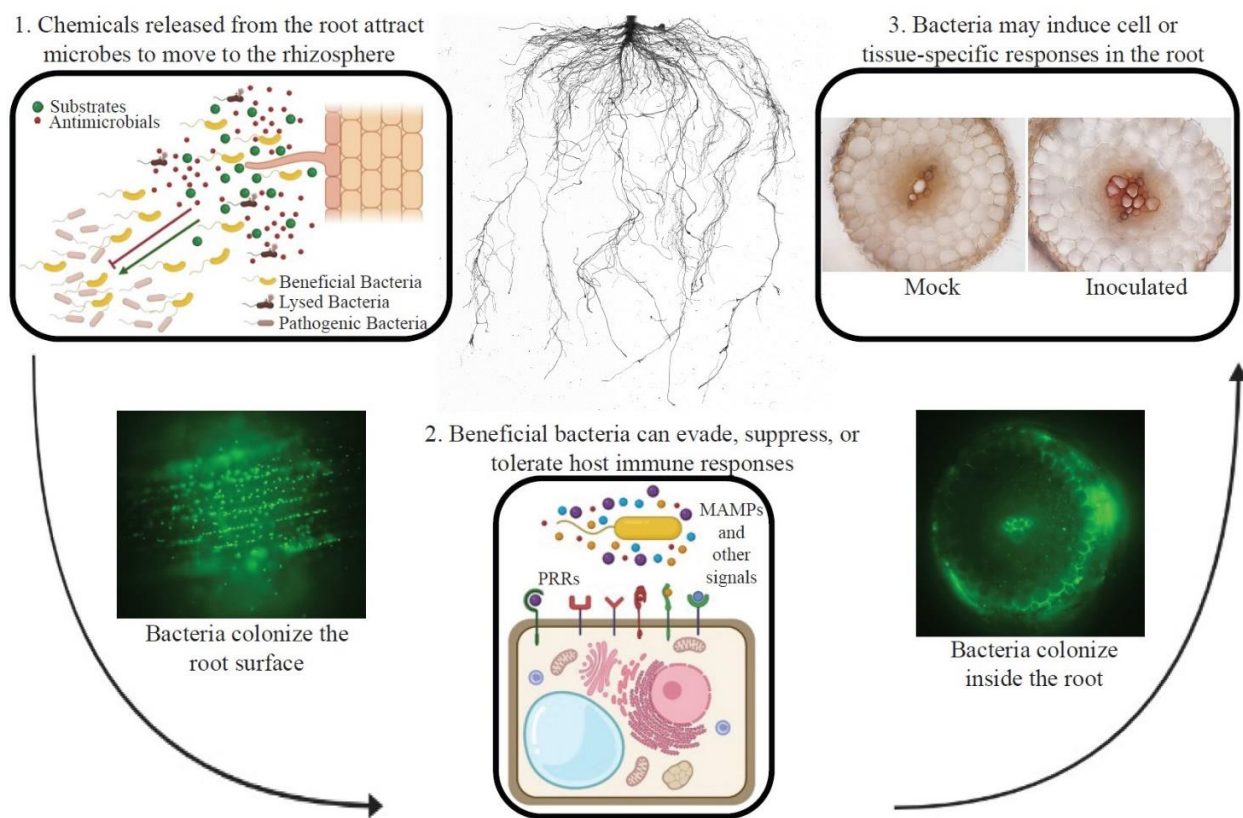 1. Chemicals released from the root attract
microbes to move to the rhizosphere
Substrates
Antimicrobials
Beneficial Bacteria
Lysed Bacteria
Pathogenic Bacteria
3. Bacteria may induce cell or
tissue-specific responses in the root
Mock
Inoculated
Bacteria colonize the
root surface
2. Beneficial bacteria can evade, suppress, or
tolerate host immune responses
MAMPs
and
other
signals
PRRs
Bacteria colonize
inside the root